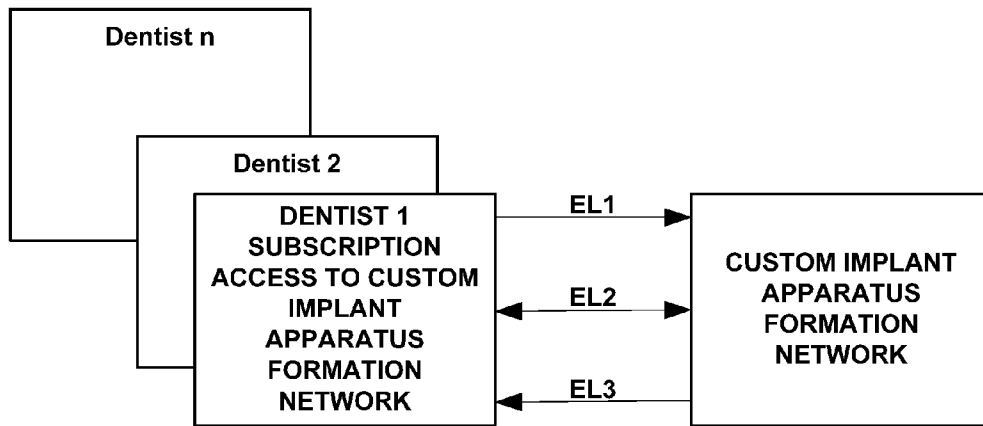 Dentist n
Dentist 2
DENTIST 1
SUBSCRIPTION
ACCESS TO CUSTOM
IMPLANT
APPARATUS
FORMATION
NETWORK
EL1
EL2
EL3
CUSTOM IMPLANT
APPARATUS
FORMATION
NETWORK